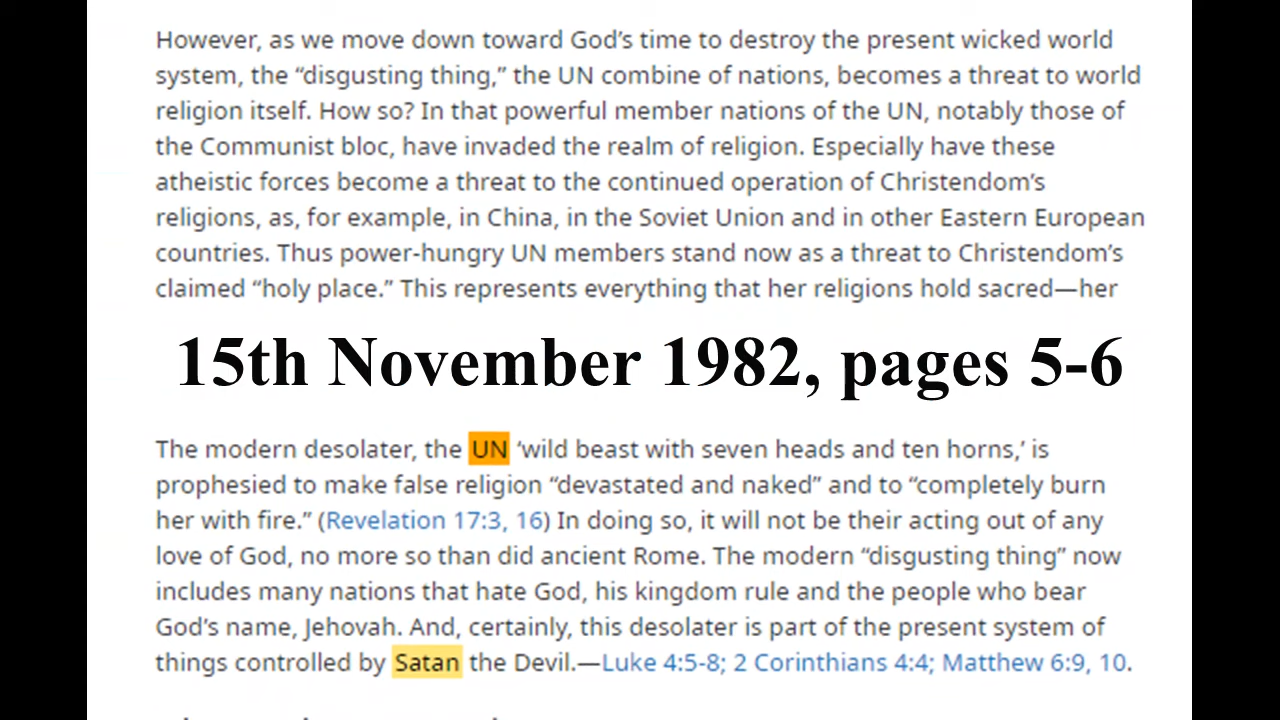 However, as we move down toward God’s time to destroy the present wicked world
system, the “disgusting thing,” the UN combine of nations, becomes a threat to world
religion itself. How so? In that powerful member nations of the UN, notably those of
the Communist bloc, have invaded the realm of religion. Especially have these
atheistic forces become a threat to the continued operation of Christendom’s
religions, as, for example, in China, in the Soviet Union and in other Eastern European
countries. Thus power-hungry UN members stand now as a threat to Christendom’s
claimed “holy place.” This represents everything that her religions hold sacred—her
15th November 1982, pages 5-6
The modern desolater, the UN ‘wild beast with seven heads and ten horns,’ is
prophesied to make false religion “devastated and naked” and to “completely burn
her with fire.” (Revelation 17:3, 16) In doing so, it will not be their acting out of any
love of God, no more so than did ancient Rome. The modern “disgusting thing” now
includes many nations that hate God, his kingdom rule and the people who bear
God’s name, Jehovah. And, certainly, this desolater is part of the present system of
things controlled by Satan the Devil.—Luke 4:5-8; 2 Corinthians 4:4; Matthew 6:9, 10.